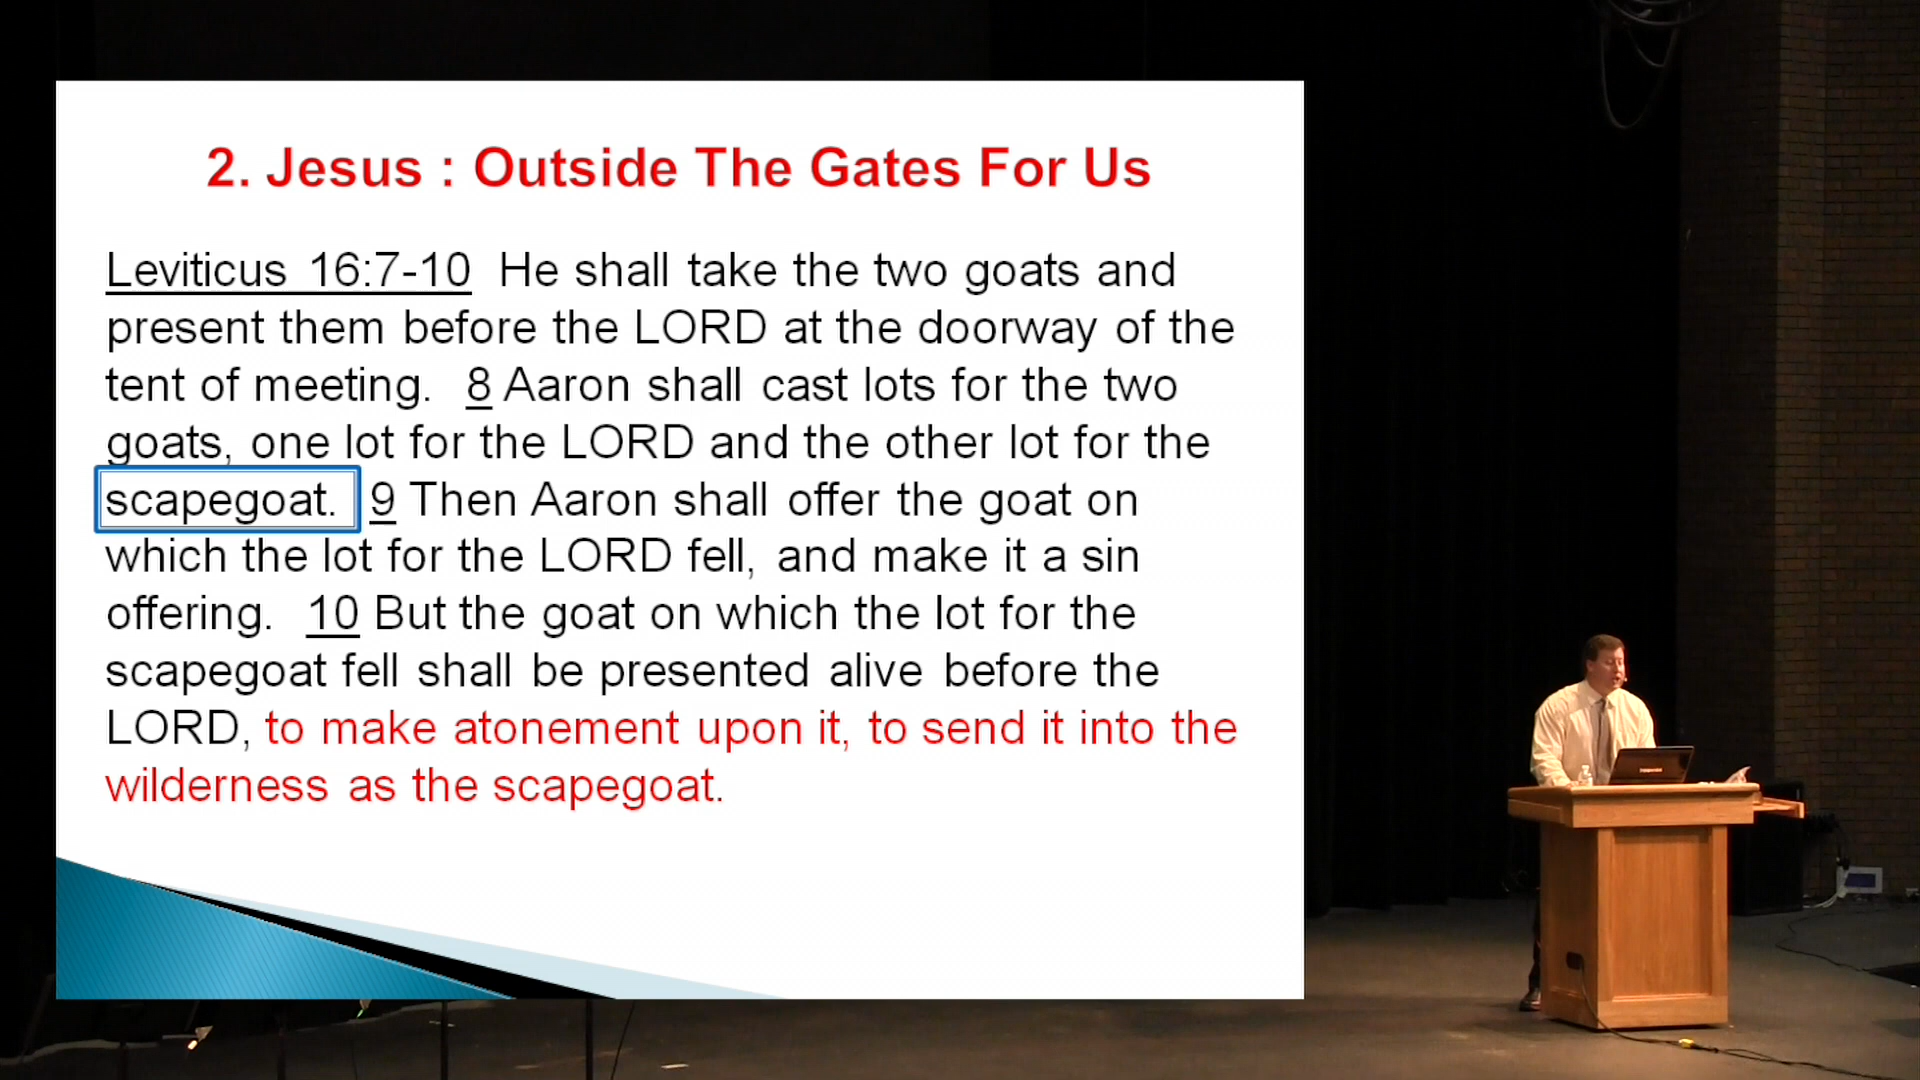 2. Jesus : Outside The Gates For Us
Leviticus 16:7-10 He shall take the two goats and
present them before the LORD at the doorway of the
tent of meeting. 8 Aaron shall cast lots for the two
goats, one lot for the LORD and the other lot for the
scapegoat. 9 Then Aaron shall offer the goat on
which the lot for the LORD fell, and make it a sin
offering. 10 But the goat on which the lot for the
scapegoat fell shall be presented alive before the
LORD, to make atonement upon it, to send it into the
wilderness as the scapegoat.
TOSHIBA